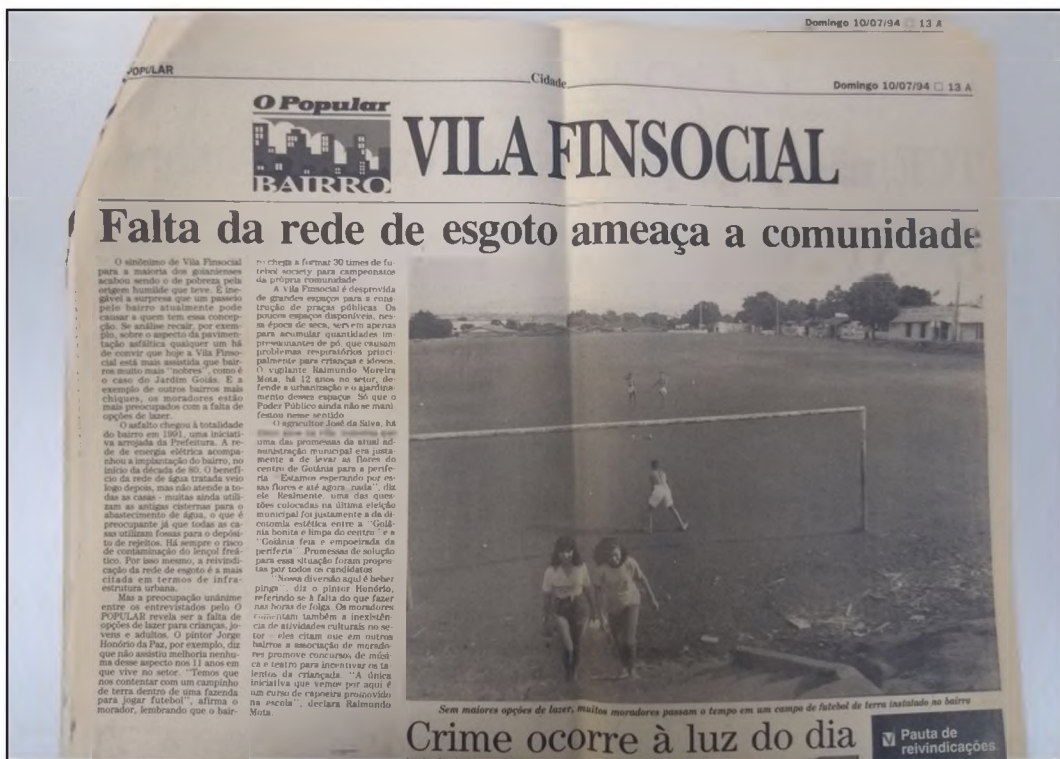 Domingo 10/07/94 □ 13 A
POPULAR
Cidade
Domingo 10/07/94 □ 13 A
O Popular
BAIRRO
VILA FINSOCIAL
Falta da rede de esgoto ameaça a comunidade
O sinônimo de Vila Finsocial
para a maioria dos goianienses
acabou sendo o de pobreza pela
origem humilde que teve. É ine-
gável a surpresa que um passeio
pelo bairro atualmente pode
causar a quem tem essa concep-
ção. Se análise recair, por exem-
plo, sobre o aspecto da pavimen-
tação asfáltica qualquer um há
de convir que hoje a Vila Finso-
cial está mais assistida que bair-
ros muito mais "nobres", como é
o caso do Jardim Goiás. E a
exemplo de outros bairros mais
chiques, os moradores estão
mais preocupados com a falta de
opções de lazer.
O asfalto chegou à totalidade
do bairro em 1991, uma iniciati-
va arrojada da Prefeitura. A re-
de de energia elétrica acompa-
nhou a implantação do bairro, no
início da década de 80. O benefí-
cio da rede de água tratada veio
logo depois, mas não atende a to-
das as casas - muitas ainda utili-
zam as antigas cisternas para o
abastecimento de água, o que é
preocupante já que todas as ca-
sas utilizam fossas para o depósi-
to de rejeitos. Há sempre o risco
de contaminação do lençol freá-
tico. Por isso mesmo, a reivindi-
cação da rede de esgoto é a mais
citada em termos de infra-
estrutura urbana.
Mas a preocupação unânime
entre os entrevistados pelo O
POPULAR revela ser a falta de
opções de lazer para crianças, jo-
vens e adultos. O pintor Jorge
Honório da Paz, por exemplo, diz
que não assistiu melhoria nenhu-
ma desse aspecto nos 11 anos em
que vive no setor. "Temos que
nos contentar com um campinho
de terra dentro de uma fazenda
para jogar futebol", afirma o
morador, lembrando que o bair-
ro chega a formar 30 times de fu-
tebol society para campeonatos
da própria comunidade
A Vila Finsocial é desprovida
de grandes espaços para a cons-
trução de praças públicas. Os
poucos espaços disponíveis, nes-
sa época de seca, servem apenas
para acumular quantidades im-
pressionantes de pó, que causam
problemas respiratórios princi-
palmente para crianças e idosos.
O vigilante Raimundo Moreira
Mota, há 12 anos no setor, de-
fende a urbanização e o ajardina-
mento desses espaços. Só que o
Poder Público ainda não se mani
festou nesse sentido
O agricultor José da Silva, há
uma das promessas da atual ad-
ministração municipal era justa-
mente a de levar as flores do
centro de Goiânia para a perife-
ria "Estamos esperando por es-
sas flores e até agora, nada", diz
ele Realmente, uma das ques-
tões colocadas na última eleição
municipal foi justamente a da di-
cotomia estética entre a "Goiâ-
nia bonita e limpa do centro" e a
"Goiânia feia e empoeirada da
periferia". Promessas de solução
para essa situação foram propos-
tas por todos os candidatos
"Nossa diversão aqui é beber
pinga", diz o pintor Honório,
referindo se à falta do que fazer
nas horas de folga. Os moradores
comentam também a inexistên-
cia de atividades culturais no se-
tor - eles citam que em outros
bairros a associação de morado-
res promove concursos de músi-
ca e teatro para incentivar os ta-
lentos da criançada. "A única
iniciativa que vemos por aqui é
um curso de capoeira promovido
na escola", declara Raimundo
Mota.
Sem maiores opções de lazer, muitos moradores passam o tempo em um campo de futebol de terra instalado no bairro
Crime ocorre à luz do dia
Pauta de
reivindicações